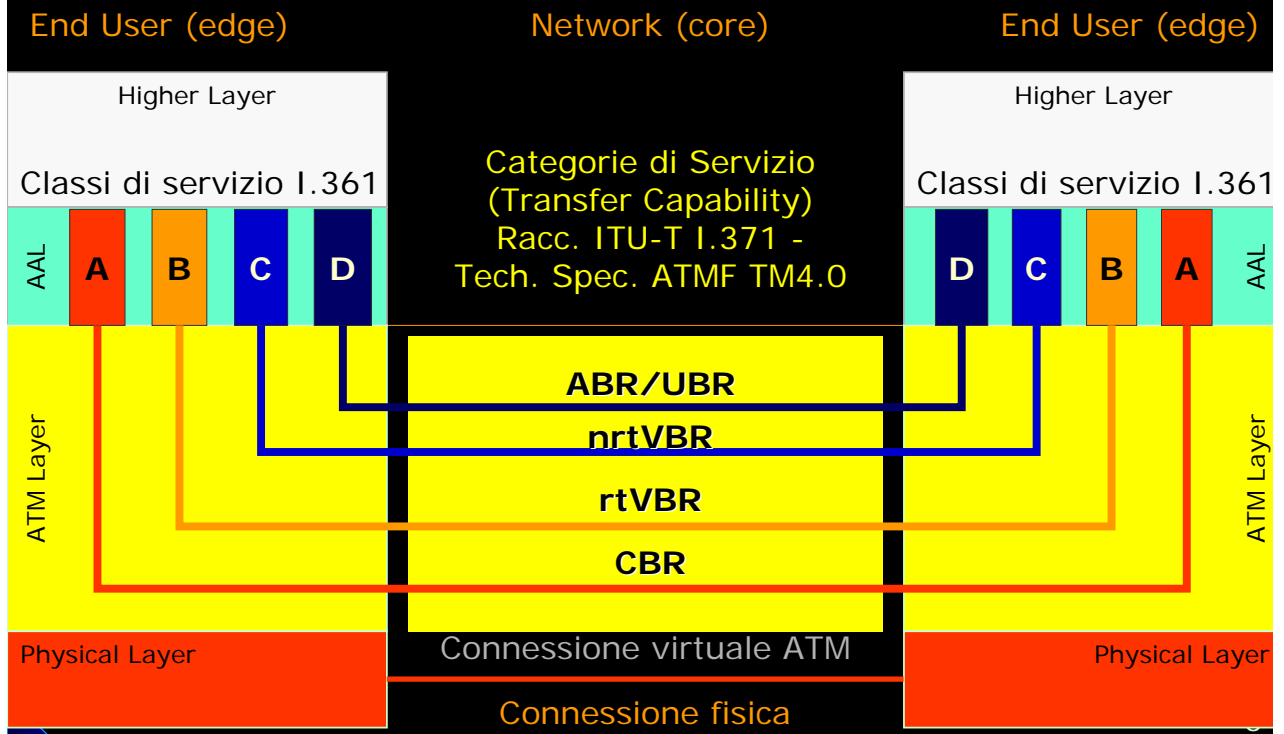 End User (edge)
Network (core)
End User (edge)
Higher Layer
Higher Layer
Classi di servizio I.361
Categorie di Servizio
(Transfer Capability)
Racc. ITU-T I.371 -
Tech. Spec. ATMF TM4.0
Classi di servizio I.361
AAL
A
B
C
D
D
C
B
A
AAL
ATM Layer
ABR/UBR
nrtVBR
rtVBR
CBR
ATM Layer
Physical Layer
Connessione virtuale ATM
Physical Layer
Connessione fisica